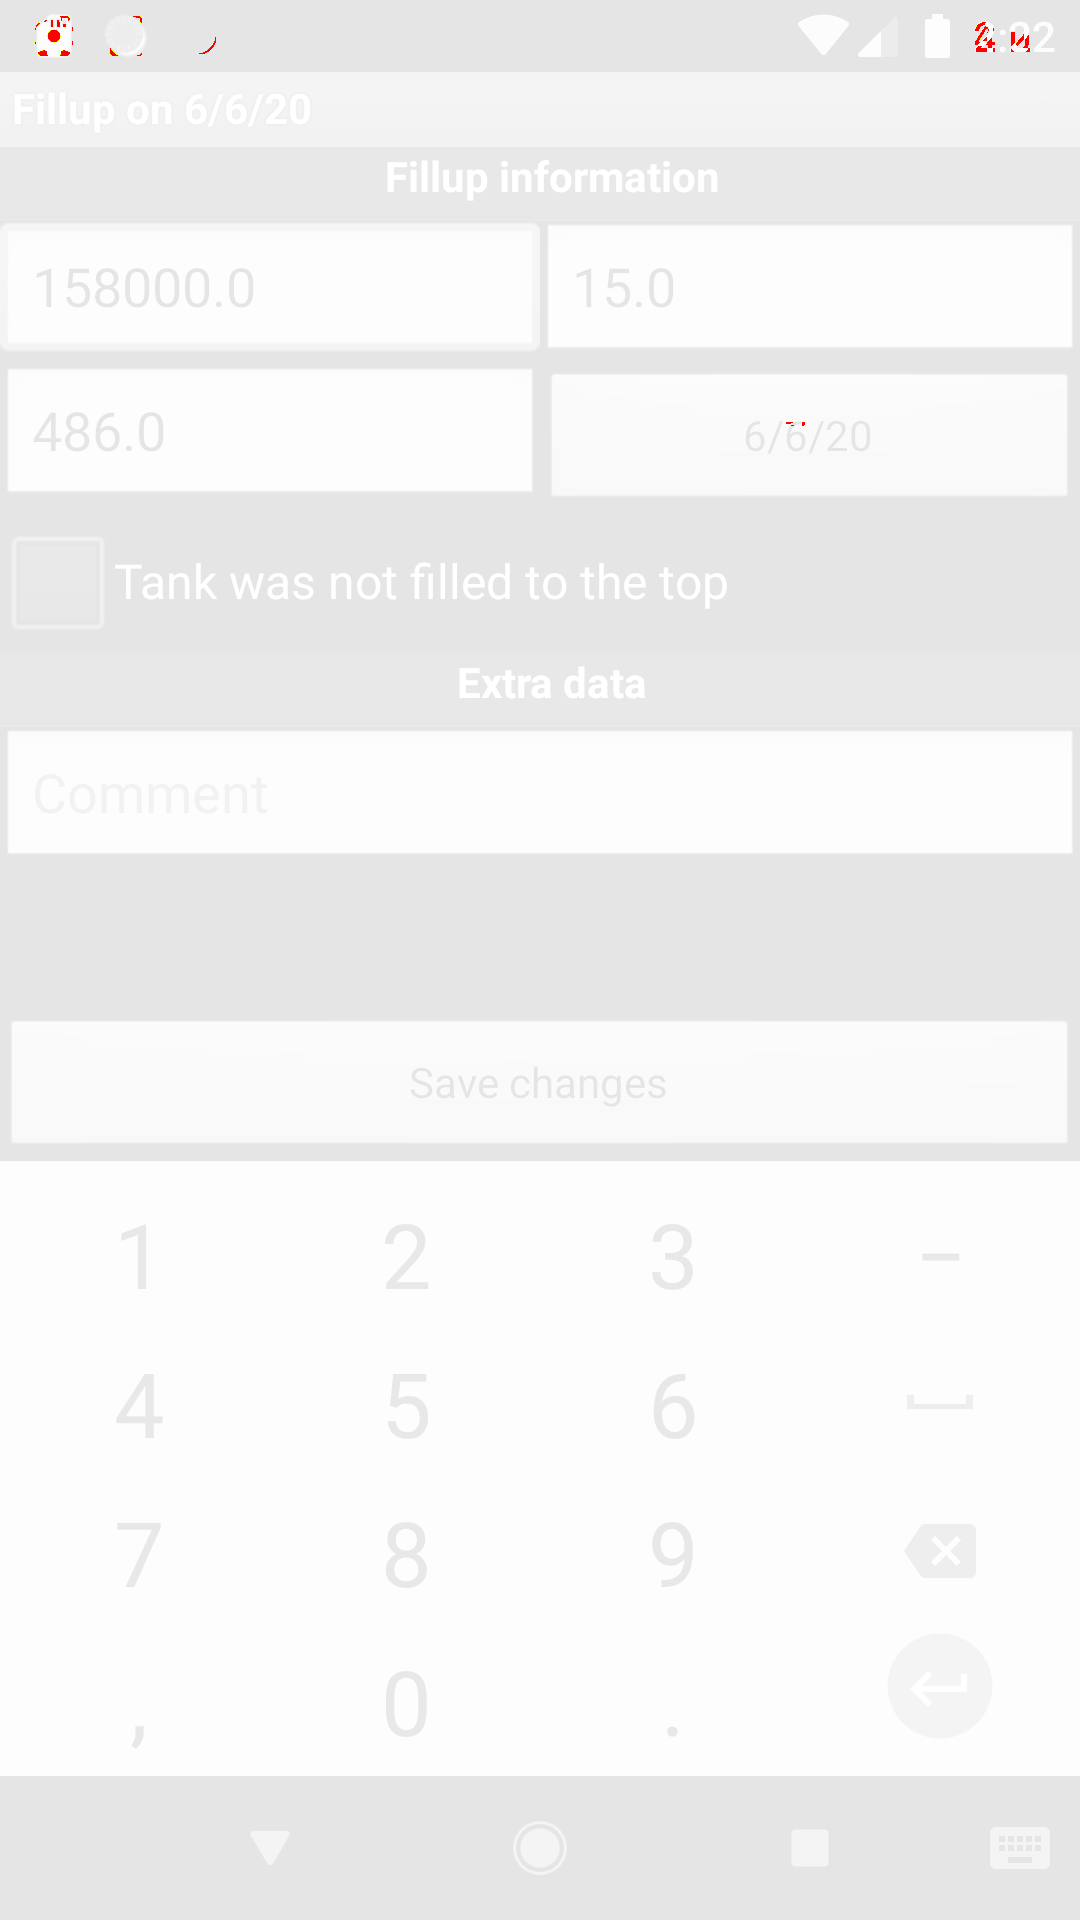 Fillup on 6/6/20
Fillup information
158000.0 15.0
486.0 6/6/20
Tank was not filled to the top
Extra data
Comment
Save changes
1 2 3 –
4 5 6
7 8 9
, 0 .